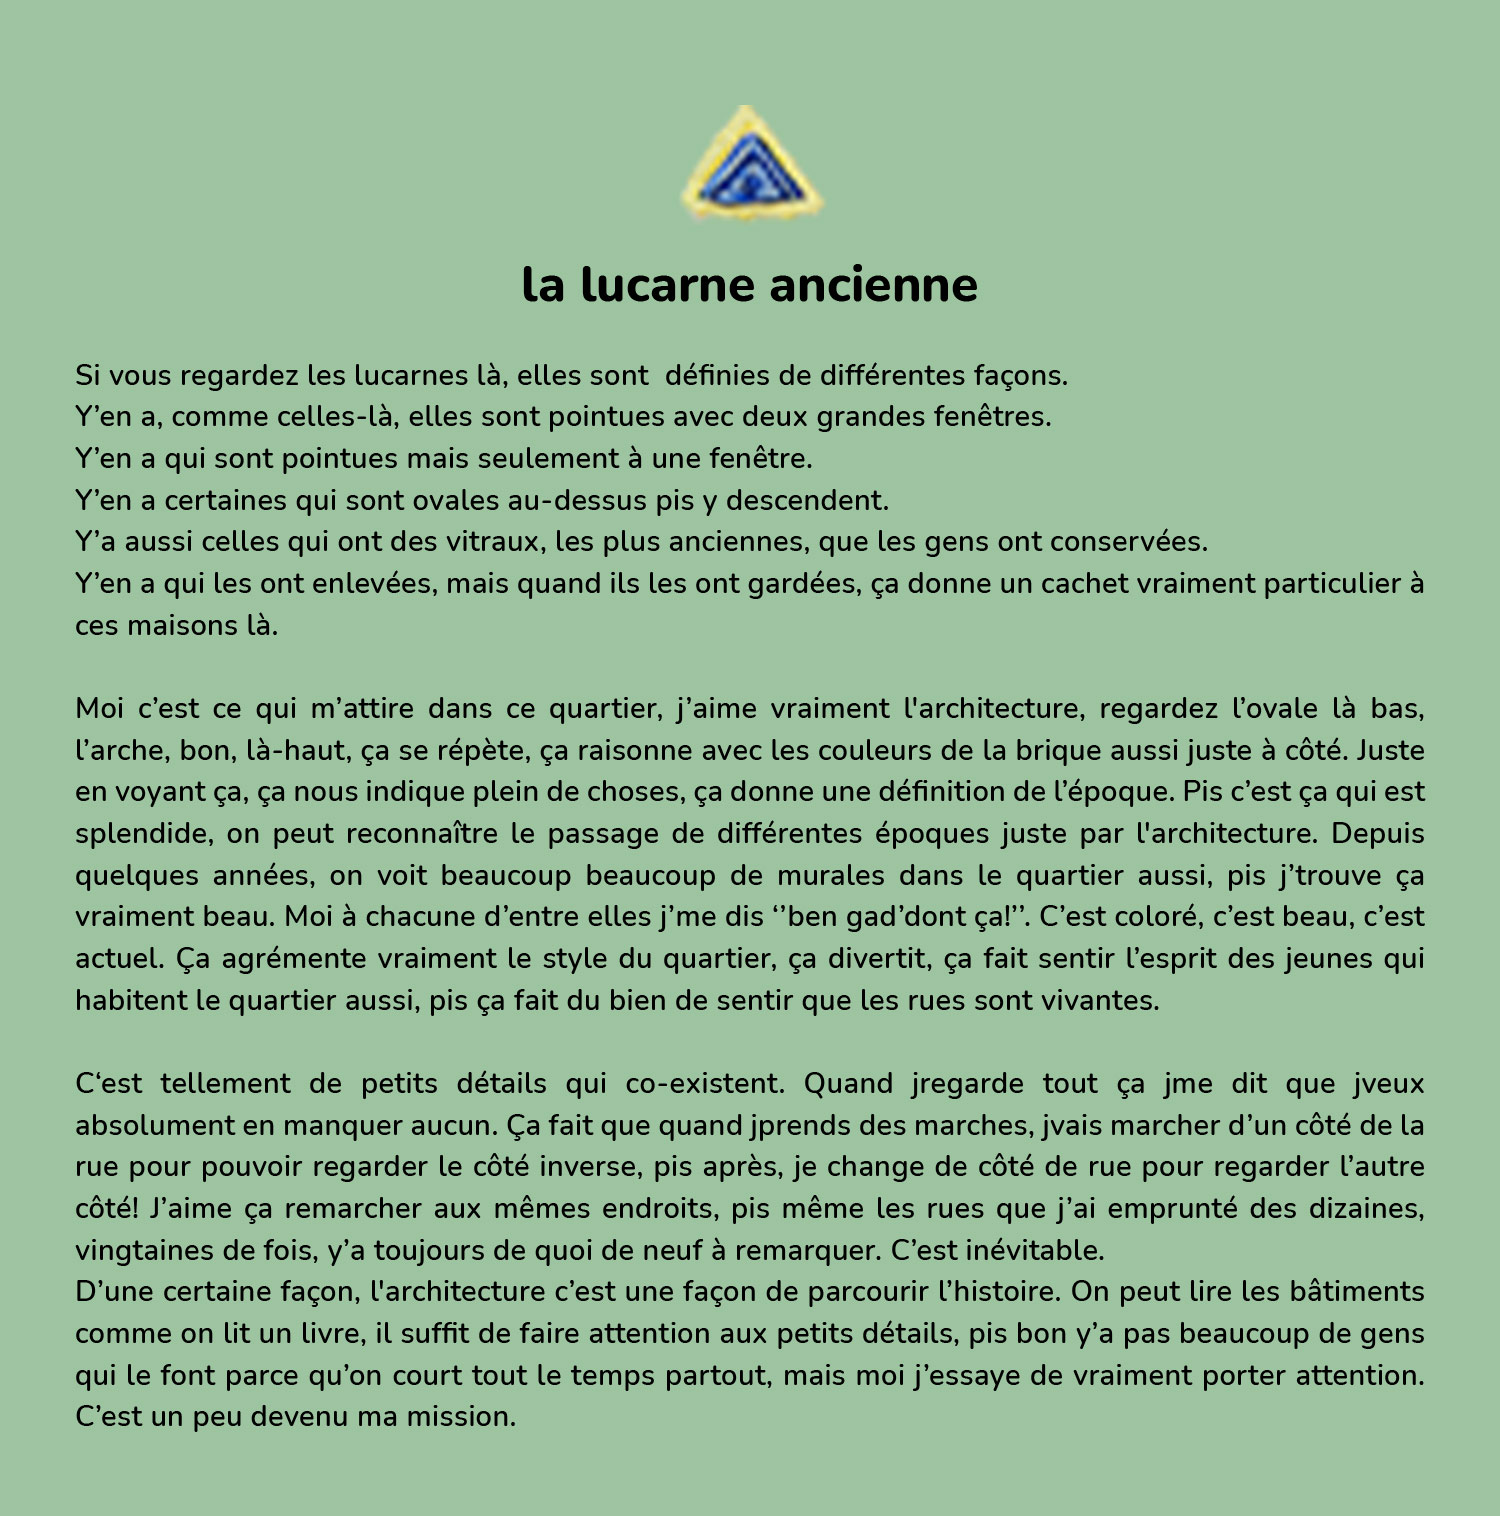 la lucarne ancienne
Si vous regardez les lucarnes là, elles sont  définies de différentes façons.
Y’en a, comme celles-là, elles sont pointues avec deux grandes fenêtres.
Y’en a qui sont pointues mais seulement à une fenêtre.
Y’en a certaines qui sont ovales au-dessus pis y descendent.
Y’a aussi celles qui ont des vitraux, les plus anciennes, que les gens ont conservées.
Y’en a qui les ont enlevées, mais quand ils les ont gardées, ça donne un cachet vraiment particulier à
ces maisons là.
Moi c’est ce qui m’attire dans ce quartier, j’aime vraiment l'architecture, regardez l’ovale là bas,
l’arche, bon, là-haut, ça se répète, ça raisonne avec les couleurs de la brique aussi juste à côté. Juste
en voyant ça, ça nous indique plein de choses, ça donne une définition de l’époque. Pis c’est ça qui est
splendide, on peut reconnaître le passage de différentes époques juste par l'architecture. Depuis
quelques années, on voit beaucoup beaucoup de murales dans le quartier aussi, pis j’trouve ça
vraiment beau. Moi à chacune d’entre elles j’me dis ‘’ben gad’dont ça!’’. C’est coloré, c’est beau, c’est
actuel. Ça agrémente vraiment le style du quartier, ça divertit, ça fait sentir l’esprit des jeunes qui
habitent le quartier aussi, pis ça fait du bien de sentir que les rues sont vivantes.
C‘est tellement de petits détails qui co-existent. Quand jregarde tout ça jme dit que jveux
absolument en manquer aucun. Ça fait que quand jprends des marches, jvais marcher d’un côté de la
rue pour pouvoir regarder le côté inverse, pis après, je change de côté de rue pour regarder l’autre
côté! J’aime ça remarcher aux mêmes endroits, pis même les rues que j’ai emprunté des dizaines,
vingtaines de fois, y’a toujours de quoi de neuf à remarquer. C’est inévitable.
D’une certaine façon, l'architecture c’est une façon de parcourir l’histoire. On peut lire les bâtiments
comme on lit un livre, il suffit de faire attention aux petits détails, pis bon y’a pas beaucoup de gens
qui le font parce qu’on court tout le temps partout, mais moi j’essaye de vraiment porter attention.
C’est un peu devenu ma mission.